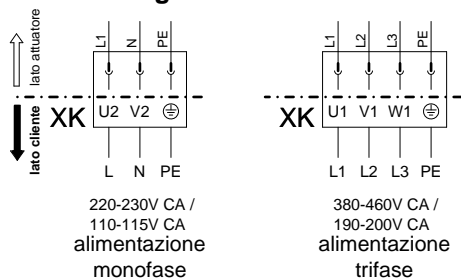 lato attuatore
lato cliente
L1 N PE
XK U2 V2
L N PE
220-230V CA /
110-115V CA
alimentazione
monofase
L1 L2 L3 PE
XK U1 V1 W1
L1 L2 L3 PE
380-460V CA /
190-200V CA
alimentazione
trifase